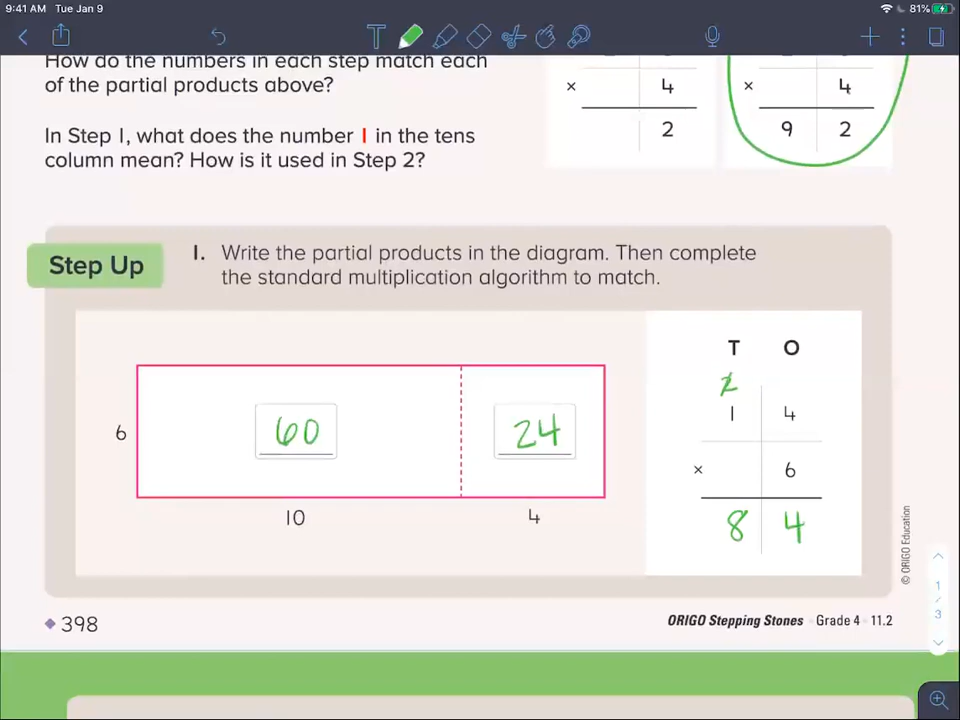 9:41 AM Tue Jan 9 81%
How do the numbers in each step match each
of the partial products above?
In Step 1, what does the number 1 in the tens
column mean? How is it used in Step 2?
× 4
2
× 4
9 2
Step Up
1. Write the partial products in the diagram. Then complete
the standard multiplication algorithm to match.
6
60 24
10 4
T O
2
1 4
× 6
8 4
© ORIGO Education
398
ORIGO Stepping Stones Grade 4 11.2
1
/
3